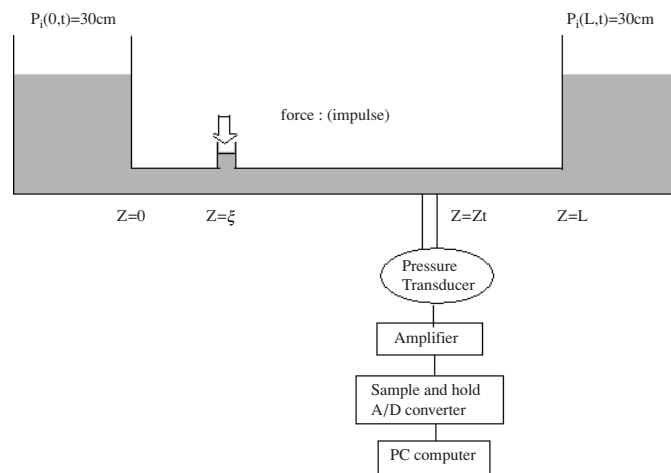 P_i(0,t)=30cm
P_i(L,t)=30cm
force : (impulse)
Z=0
Z=ξ
Z=Zt
Z=L
Pressure
Transducer
Amplifier
Sample and hold
A/D converter
PC computer